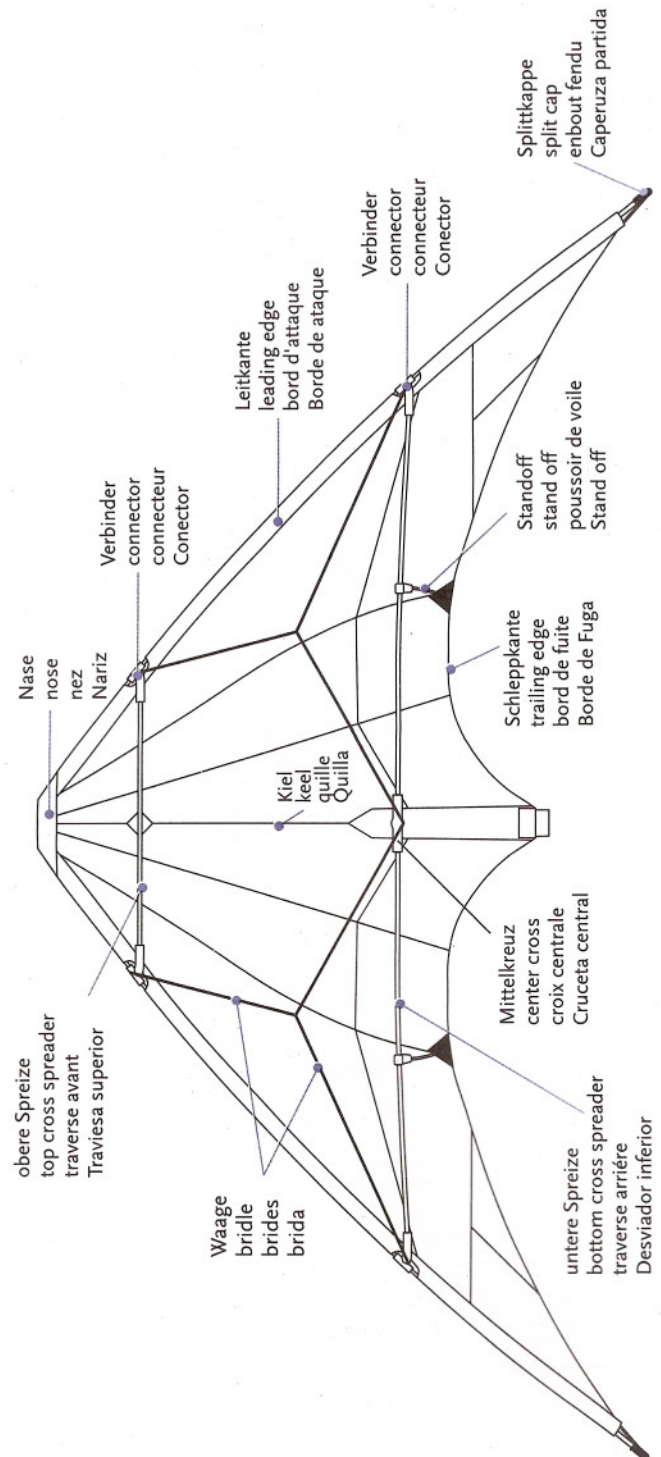 obere Spreize
top cross spreader
traverse avant
Traviesa superior
Nase
nose
nez
Nariz
Verbinder
connector
connecteur
Conector
Waage
bridle
brides
brida
Leitkante
leading edge
bord d'attaque
Borde de ataque
Kiel
keel
quille
Quilla
Verbinder
connector
connecteur
Conector
untere Spreize
bottom cross spreader
traverse arriére
Desviador inferior
Mittelkreuz
center cross
croix centrale
Cruceta central
Schleppkante
trailing edge
bord de fuite
Borde de Fuga
Standoff
stand off
poussoir de voile
Stand off
Splittkappe
split cap
enbout fendu
Caperuza partida